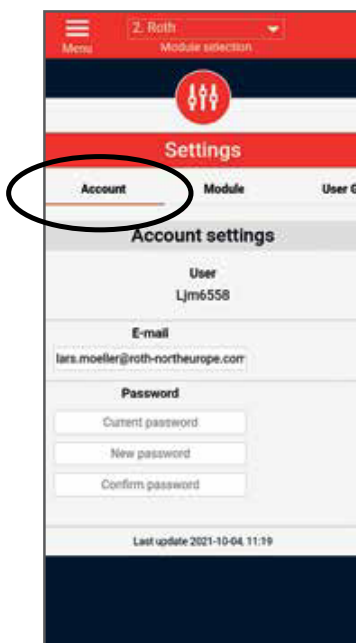 2. Roth
Menu
Module selection
Settings
Account Module User G
Account settings
User
Ljm6558
E-mail
lars.moeller@roth-northeurope.com
Password
Current password
New password
Confirm password
Last update 2021-10-04, 11:19